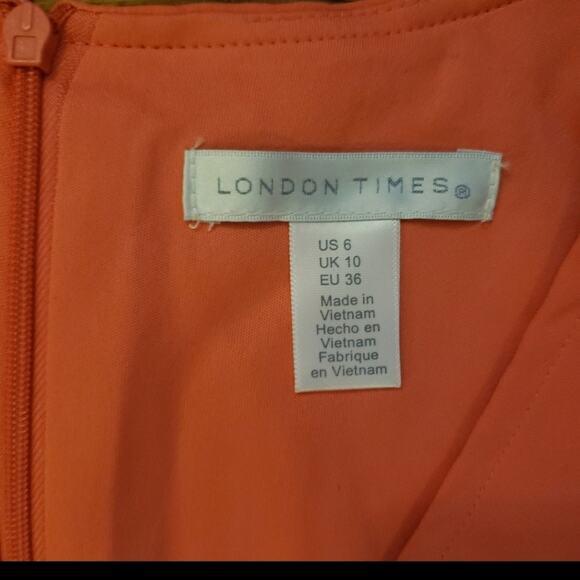 LONDON TIMES®
US 6
UK 10
EU 36
Made in
Vietnam
Hecho en
Vietnam
Fabrique
en Vietnam